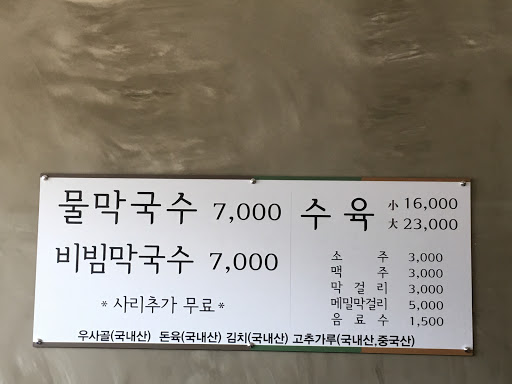 물막국수 7,000
비빔막국수 7,000
* 사리추가 무료 *
수육 小 16,000
大 23,000
소주 3,000
맥주 3,000
막걸리 3,000
메밀막걸리 5,000
음료수 1,500
우사골(국내산) 돈육(국내산) 김치(국내산) 고추가루(국내산,중국산)